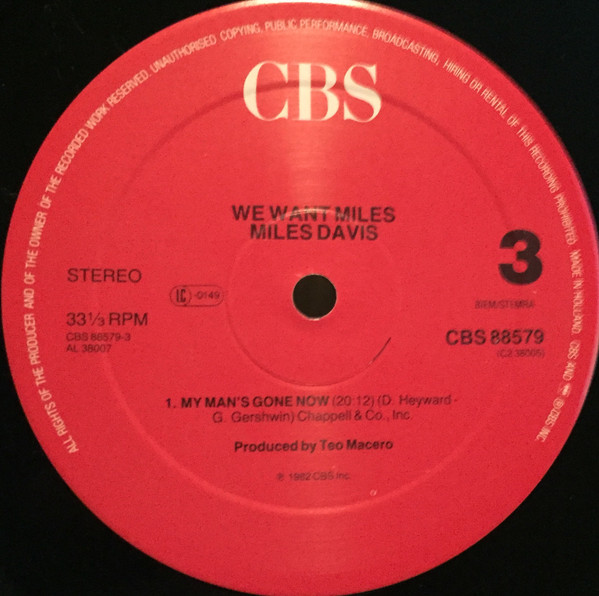 ALL RIGHTS OF THE PRODUCER AND OF THE OWNER OF THE RECORDED WORK RESERVED. UNAUTHORISED COPYING, PUBLIC PERFORMANCE, BROADCASTING, HIRING OR RENTAL OF THIS RECORDING PROHIBITED. MADE IN HOLLAND. CBS AND ® CBS INC.
CBS
WE WANT MILES
MILES DAVIS
3
STEREO
LC -0149
BIEM/STEMRA
33⅓ RPM
CBS 88579-3
AL 38007
CBS 88579
1. MY MAN'S GONE NOW (20:12) (D. Heyward -
G. Gershwin) Chappell & Co., Inc.
Produced by Teo Macero
℗ 1982 CBS Inc.